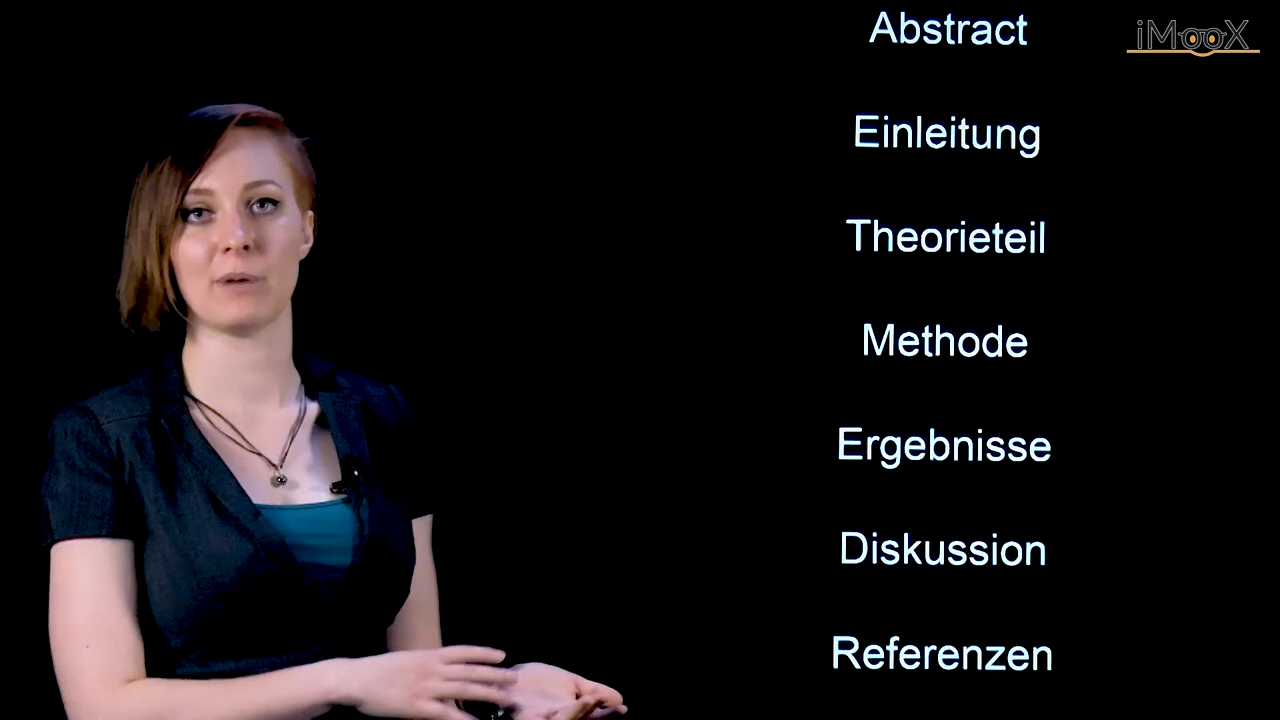 Abstract
iMooX
Einleitung
Theorieteil
Methode
Ergebnisse
Diskussion
Referenzen